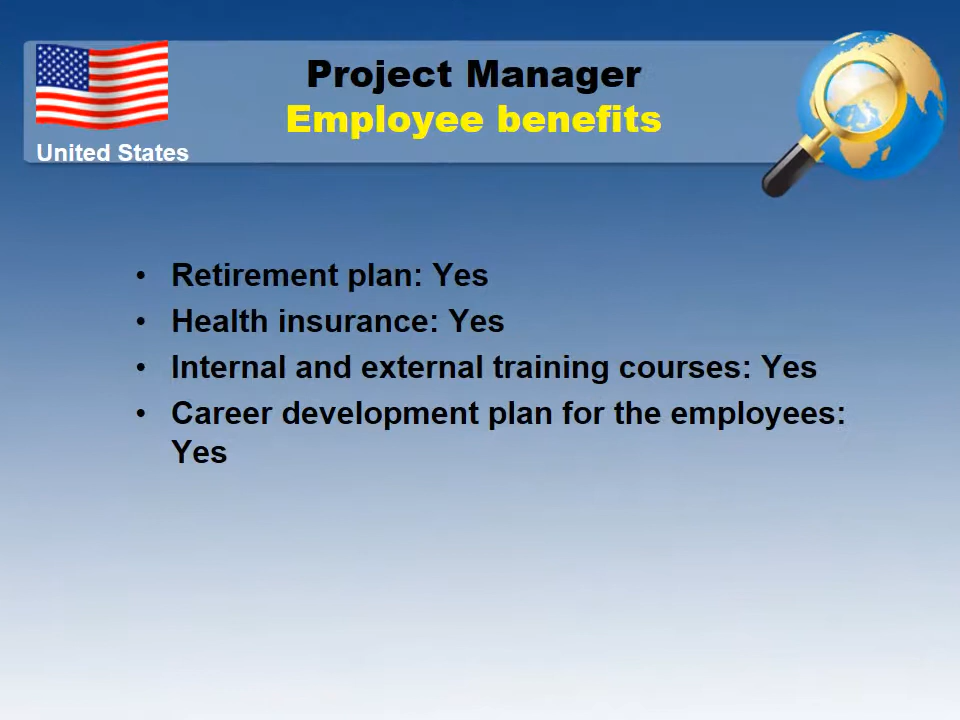 Project Manager
Employee benefits
United States
• Retirement plan: Yes
• Health insurance: Yes
• Internal and external training courses: Yes
• Career development plan for the employees:
Yes